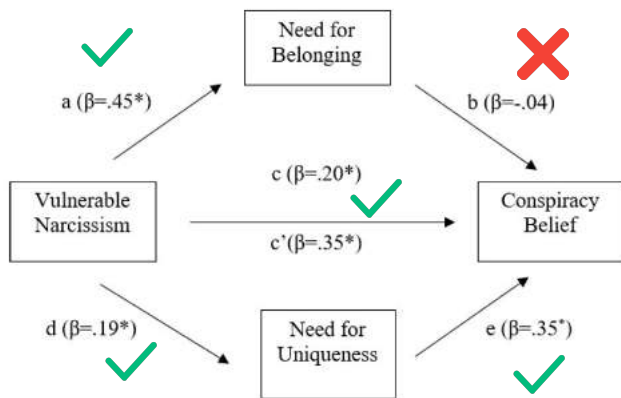 Need for
Belonging
a (β=.45*)
b (β=-.04)
Vulnerable
Narcissism
c (β=.20*)
c’(β=.35*)
Conspiracy
Belief
d (β=.19*)
Need for
Uniqueness
e (β=.35*)